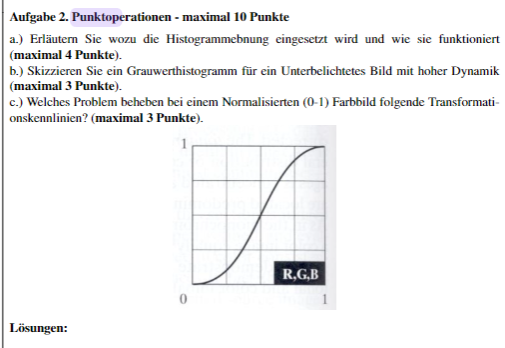 Aufgabe 2. Punktoperationen - maximal 10 Punkte
a.) Erläutern Sie wozu die Histogrammebnung eingesetzt wird und wie sie funktioniert
(maximal 4 Punkte).
b.) Skizzieren Sie ein Grauwerthistogramm für ein Unterbelichtetes Bild mit hoher Dynamik
(maximal 3 Punkte).
c.) Welches Problem beheben bei einem Normalisierten (0-1) Farbbild folgende Transformati-
onskennlinien? (maximal 3 Punkte).
1
R,G,B
0 1
Lösungen: